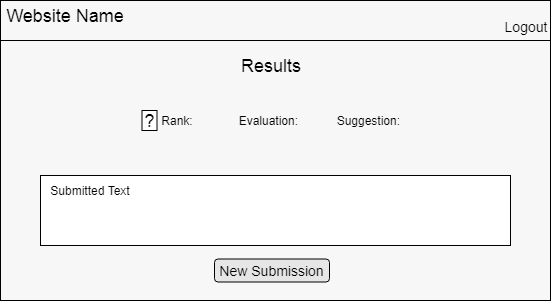 Website Name
Logout
Results
? Rank: Evaluation: Suggestion:
Submitted Text
New Submission